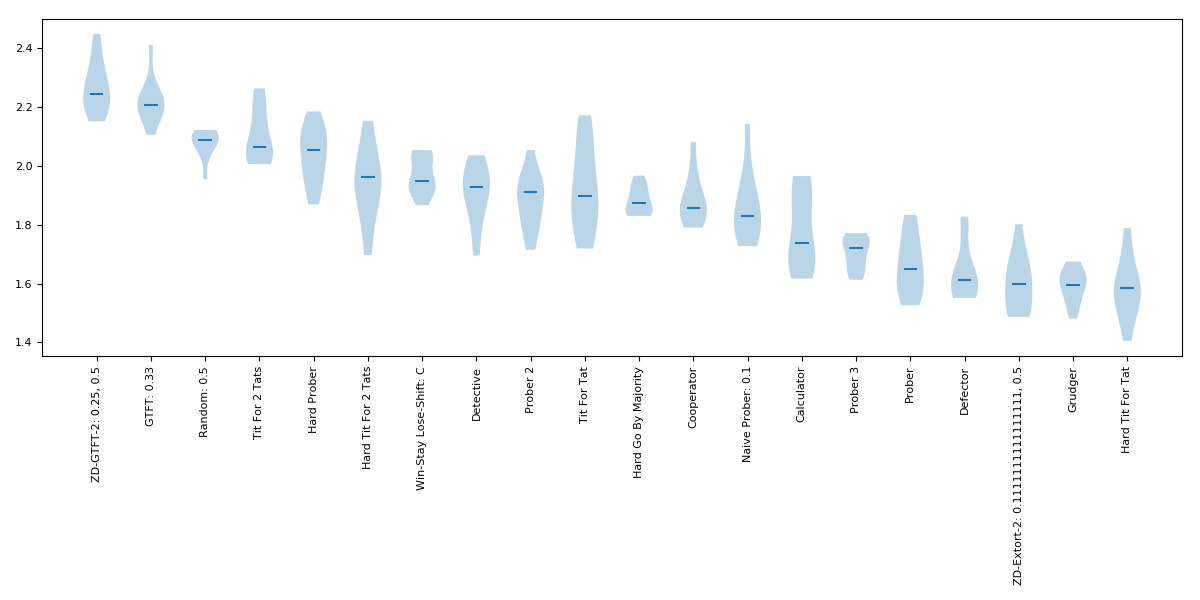 2.4
2.2
2.0
1.8
1.6
1.4
ZD-GTFT-2: 0.25, 0.5
GTFT: 0.33
Random: 0.5
Tit For 2 Tats
Hard Prober
Hard Tit For 2 Tats
Win-Stay Lose-Shift: C
Detective
Prober 2
Tit For Tat
Hard Go By Majority
Cooperator
Naive Prober: 0.1
Calculator
Prober 3
Prober
Defector
ZD-Extort-2: 0.1111111111111111, 0.5
Grudger
Hard Tit For Tat